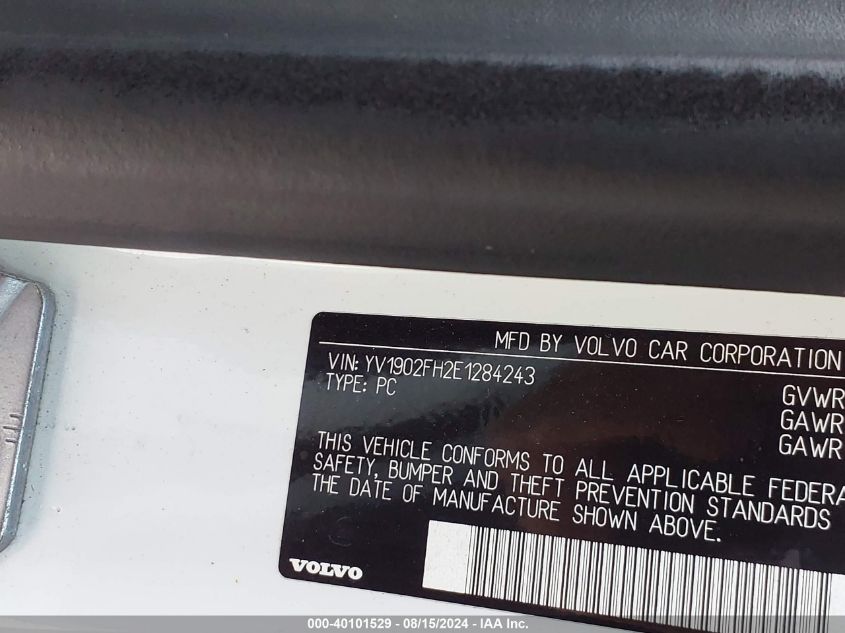 MFD BY VOLVO CAR CORPORATION
VIN: YV1902FH2E1284243
TYPE: PC
GVWR
GAWR
GAWR
THIS VEHICLE CONFORMS TO ALL APPLICABLE FEDERA
SAFETY, BUMPER AND THEFT PREVENTION STANDARDS
THE DATE OF MANUFACTURE SHOWN ABOVE.
VOLVO
000-40101529 - 08/15/2024 - IAA Inc.